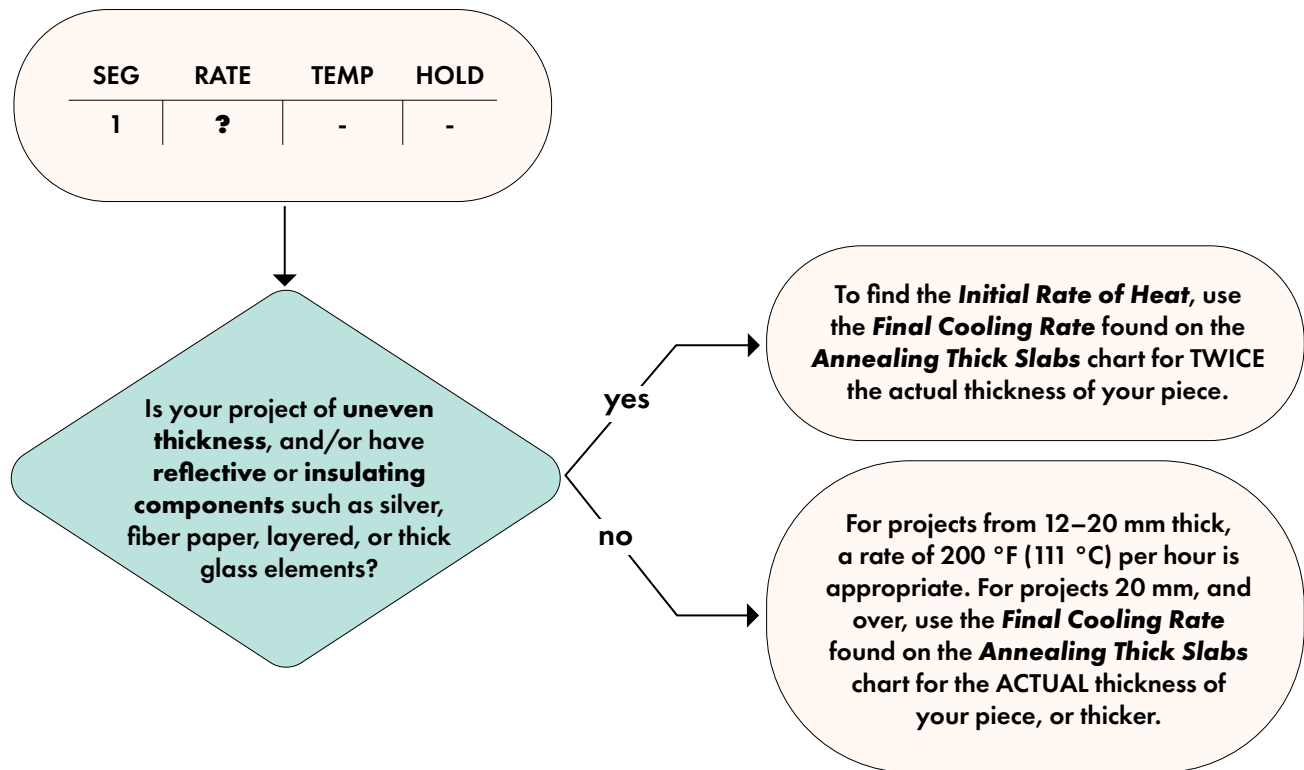 SEG RATE TEMP HOLD
1 ? - -
Is your project of uneven
thickness, and/or have
reflective or insulating
components such as silver,
fiber paper, layered, or thick
glass elements?
yes
To find the Initial Rate of Heat, use
the Final Cooling Rate found on the
Annealing Thick Slabs chart for TWICE
the actual thickness of your piece.
no
For projects from 12–20 mm thick,
a rate of 200 °F (111 °C) per hour is
appropriate. For projects 20 mm, and
over, use the Final Cooling Rate
found on the Annealing Thick Slabs
chart for the ACTUAL thickness of
your piece, or thicker.